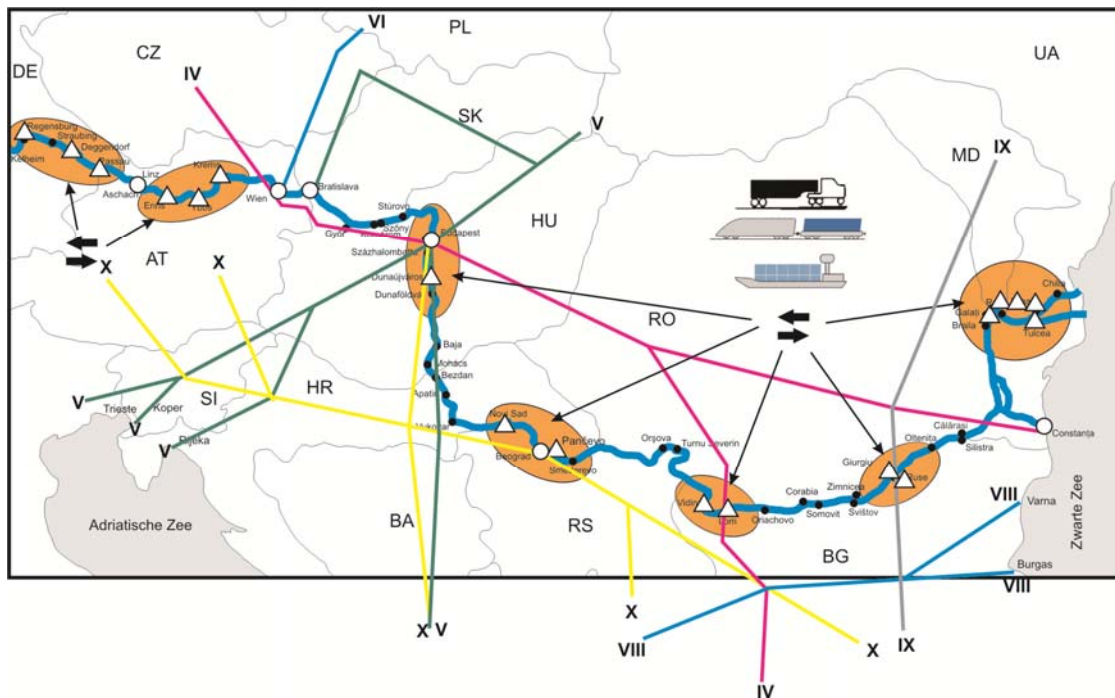 VI
PL
CZ
UA
DE
IV
SK
V
Regensburg
Straubing
Deggendorf
Kelheim
Passau
Linz
Aschach
Enns
Krems
Wien
Bratislava
MD
IX
Stúrovo
Szőny
Győr
Budapest
HU
Százhalombatta
Dunaújváros
Dunaföldvár
AT
X
X
Chilia
Galati
Braila
Tulcea
RO
Baja
Mohács
Bezdan
HR
Apatin
SI
V
Trieste
Koper
V
Rijeka
V
Vukovar
Novi Sad
Pančevo
Beograd
Smederevo
Orşova
Turnu Severin
Călăraşi
Constanţa
Oltenita
Silistra
Giurgiu
Ruse
Zimnicea
Corabia
Vidin
Lom
Oriachovo
Somovit
Svištov
VIII
Varna
Adriatische Zee
BA
RS
BG
Zwarte Zee
Burgas
VIII
X
X
V
VIII
X
IX
IV